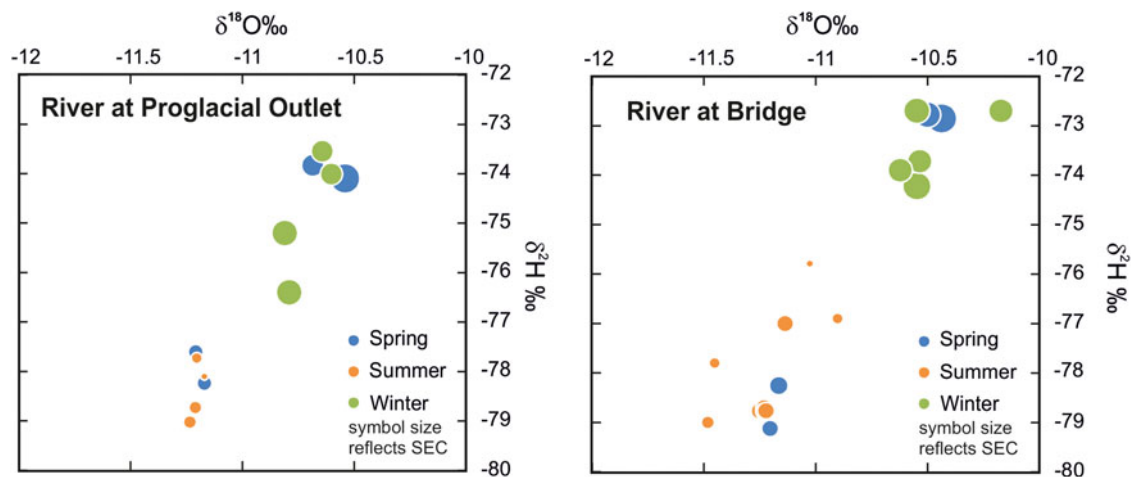 δ¹⁸O‰
-12 -11.5 -11 -10.5 -10
-72
River at Proglacial Outlet
-73
-74
-75
δ²H ‰
-76
-77
Spring
-78
Summer
Winter
-79
symbol size
reflects SEC
-80
δ¹⁸O‰
-12 -11.5 -11 -10.5 -10
-72
River at Bridge
-73
-74
-75
δ²H ‰
-76
-77
Spring
-78
Summer
Winter
-79
symbol size
reflects SEC
-80